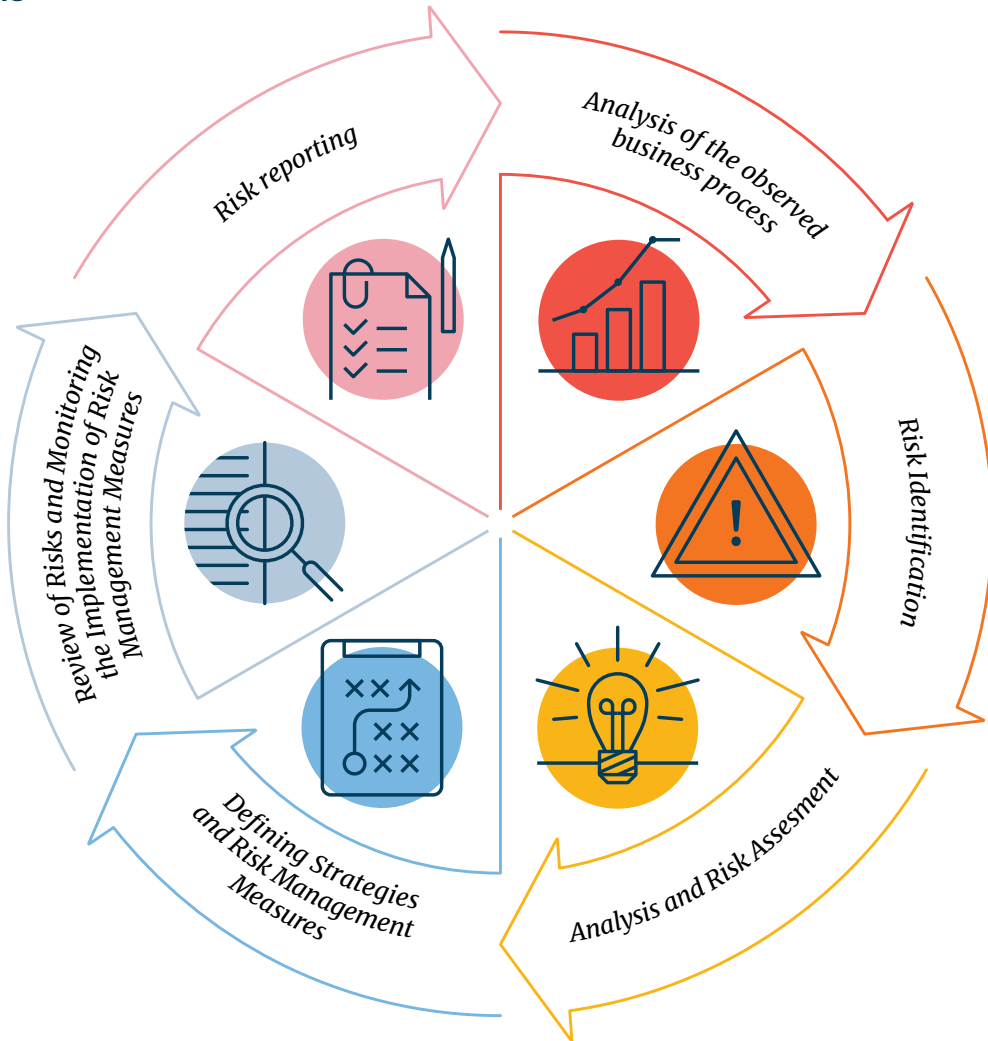 Analysis of the observed
business process
Risk Identification
Analysis and Risk Assesment
Defining Strategies
and Risk Management
Measures
Review of Risks and Monitoring
the Implementation of Risk
Management Measures
Risk reporting
!